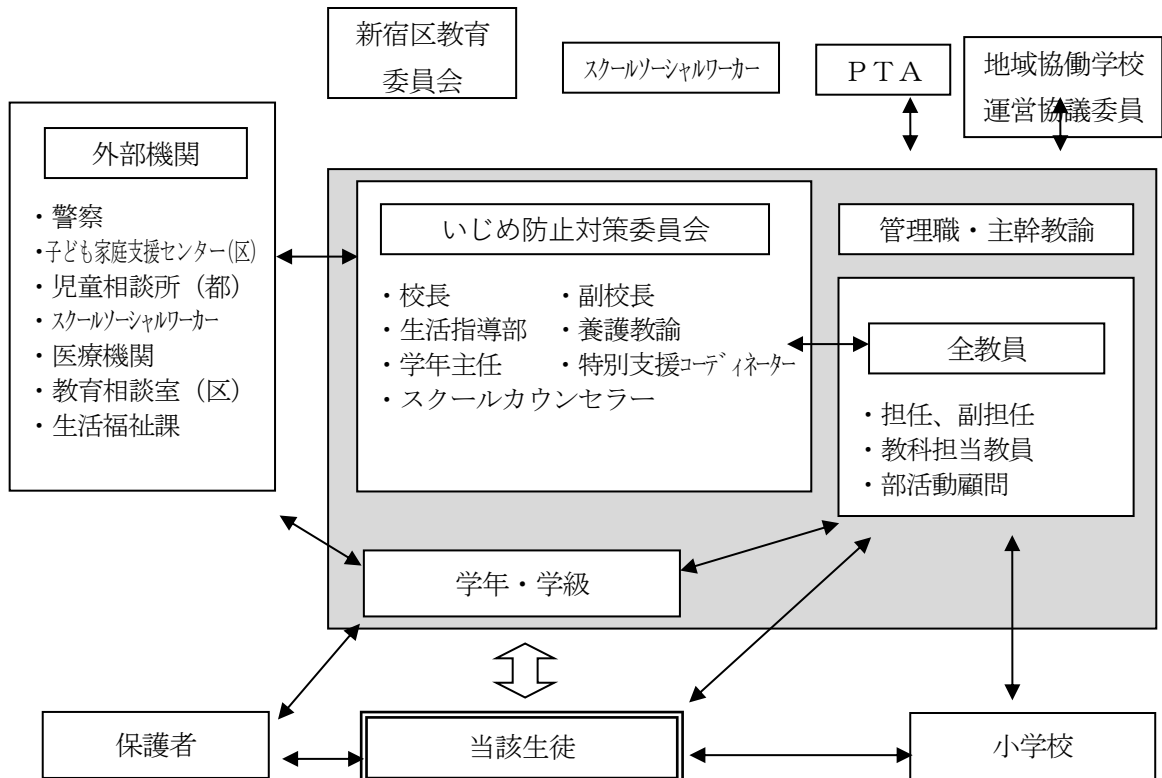 新宿区教育
委員会
スクールソーシャルワーカー
ＰＴＡ
地域協働学校
運営協議委員
外部機関
・警察
・子ども家庭支援センター(区)
・児童相談所（都）
・スクールソーシャルワーカー
・医療機関
・教育相談室（区）
・生活福祉課
いじめ防止対策委員会
・校長　・副校長
・生活指導部　・養護教諭
・学年主任　・特別支援コーディネーター
・スクールカウンセラー
管理職・主幹教諭
全教員
・担任、副担任
・教科担当教員
・部活動顧問
学年・学級
保護者
当該生徒
小学校